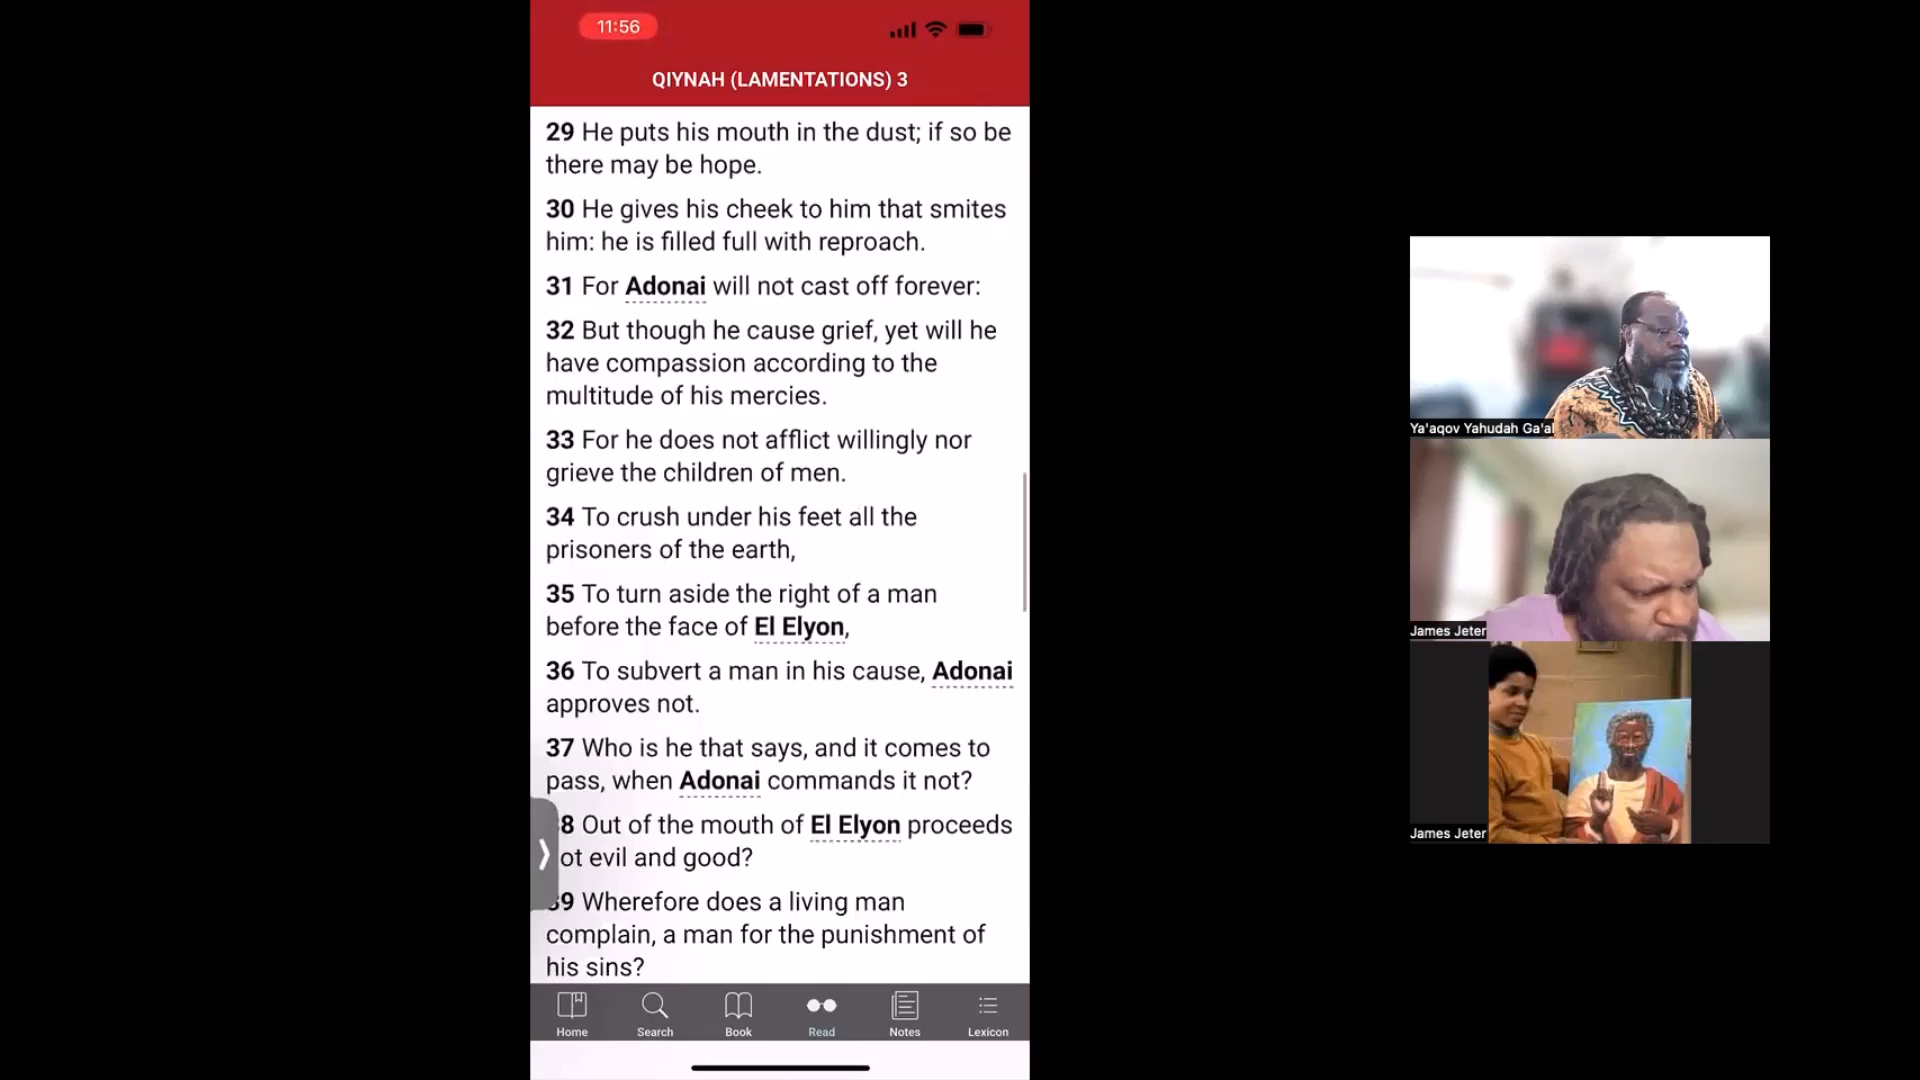 11:56
QIYNAH (LAMENTATIONS) 3
29 He puts his mouth in the dust; if so be
there may be hope.
30 He gives his cheek to him that smites
him: he is filled full with reproach.
31 For Adonai will not cast off forever:
32 But though he cause grief, yet will he
have compassion according to the
multitude of his mercies.
33 For he does not afflict willingly nor
grieve the children of men.
34 To crush under his feet all the
prisoners of the earth,
35 To turn aside the right of a man
before the face of El Elyon,
36 To subvert a man in his cause, Adonai
approves not.
37 Who is he that says, and it comes to
pass, when Adonai commands it not?
8 Out of the mouth of El Elyon proceeds
ot evil and good?
39 Wherefore does a living man
complain, a man for the punishment of
his sins?
Home Search Book Read Notes Lexicon
Ya'aqov Yahudah Ga'al
James Jeter
James Jeter